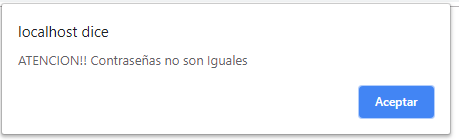 localhost dice
ATENCION!! Contraseñas no son Iguales
Aceptar